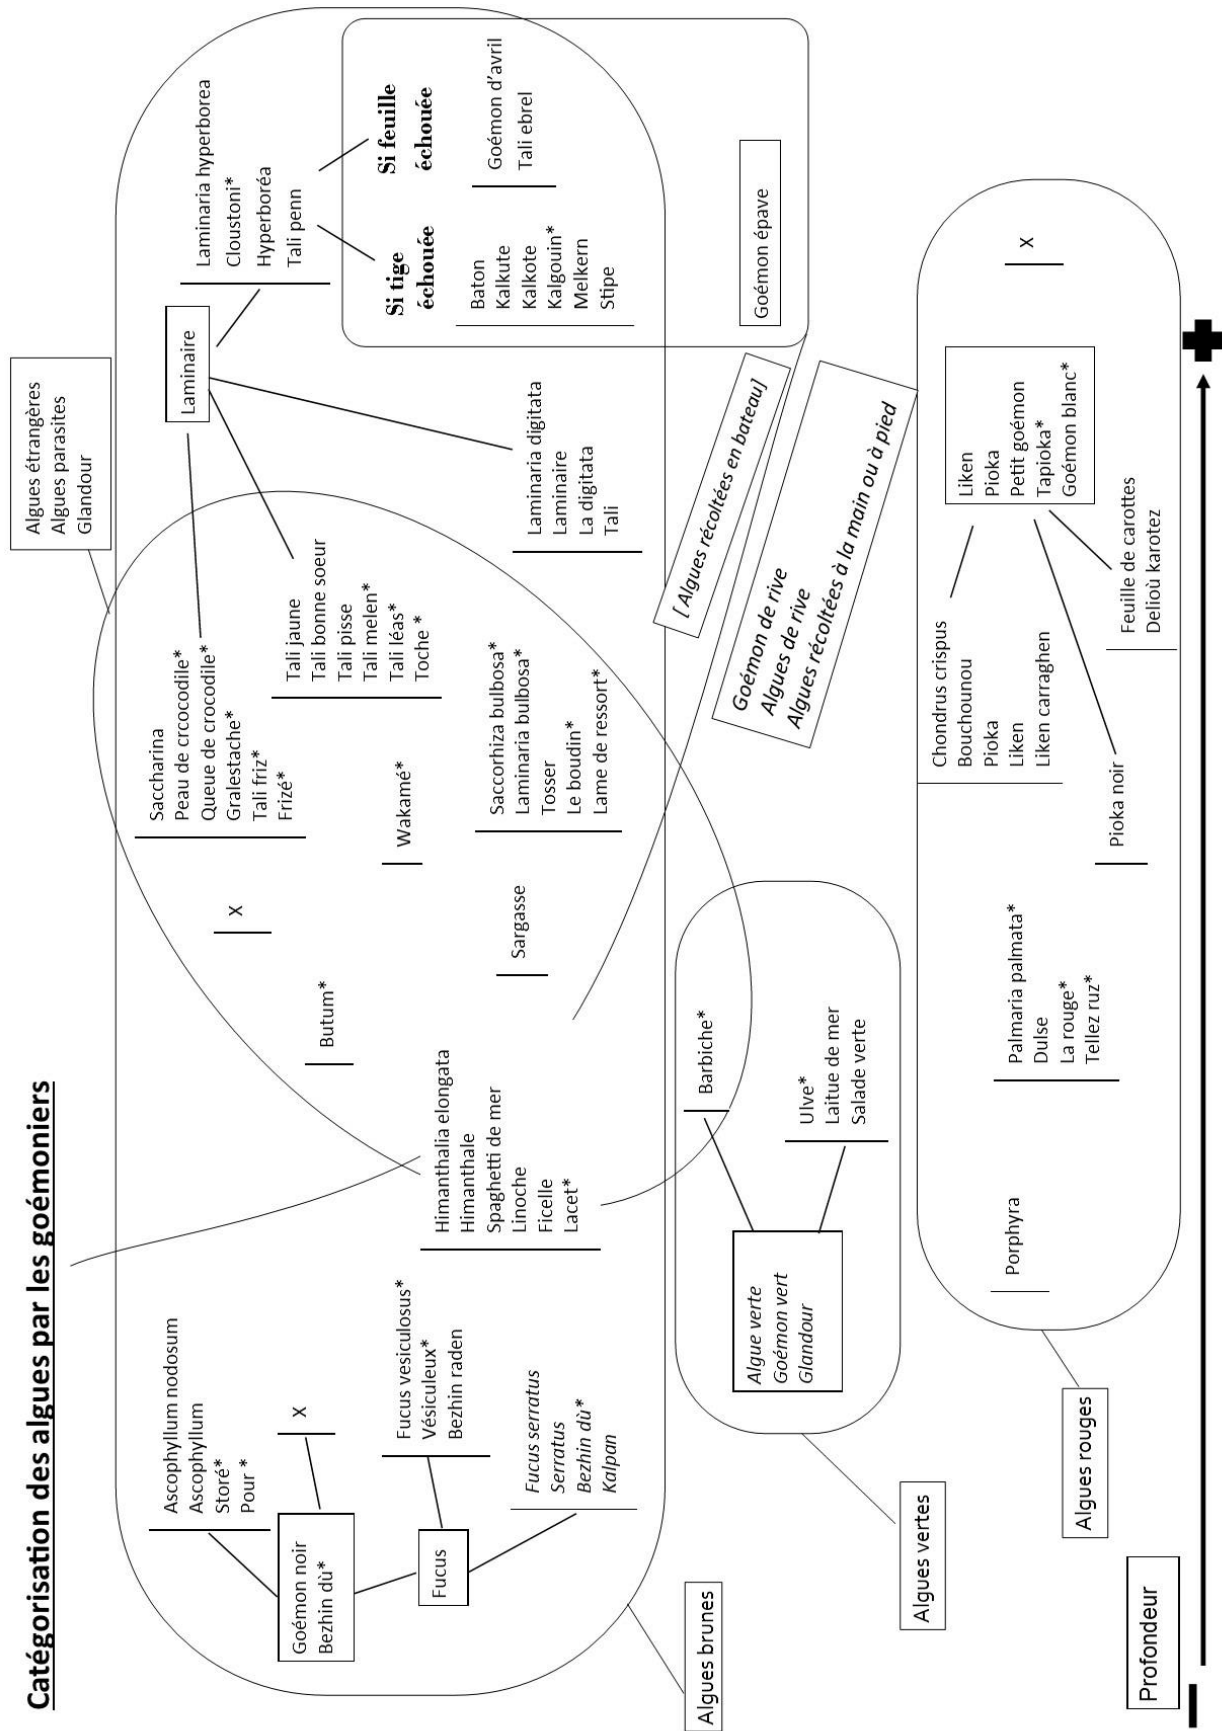 Catégorisation des algues par les goémoniers
Algues étrangères
Algues parasites
Glandour
Ascophyllum nodosum
Ascophyllum
Storé*
Pour *
Goémon noir
Bezhin dù*
X
Fucus
Fucus vesiculosus*
Vésiculeux*
Bezhin raden
Fucus serratus
Serratus
Bezhin dù*
Kalpan
Himanthalia elongata
Himanthale
Spaghetti de mer
Linoche
Ficelle
Lacet*
Butum*
X
Sargasse
Wakamé*
Saccharina
Peau de crcocodile*
Queue de crocodile*
Gralestache*
Tali friz*
Frizé*
Tali jaune
Tali bonne soeur
Tali pisse
Tali melen*
Tali léas*
Toche *
Saccorhiza bulbosa*
Laminaria bulbosa*
Tosser
Le boudin*
Lame de ressort*
Laminaire
Laminaria digitata
Laminaire
La digitata
Tali
Laminaria hyperborea
Cloustoni*
Hyperboréa
Tali penn
Si tige
échouée
Si feuille
échouée
Baton
Kalkute
Kalkote
Kalgouin*
Melkern
Stipe
Goémon d'avril
Tali ebrel
Goémon épave
[ Algues récoltées en bateau]
Goémon de rive
Algues de rive
Algues récoltées à la main ou à pied
Algues brunes
Algue verte
Goémon vert
Glandour
Barbiche*
Ulve*
Laitue de mer
Salade verte
Algues vertes
Porphyra
Palmaria palmata*
Dulse
La rouge*
Tellez ruz*
Chondrus crispus
Bouchounou
Pioka
Liken
Liken carraghen
Pioka noir
Feuille de carottes
Delioù karotez
Liken
Pioka
Petit goémon
Tapioka*
Goémon blanc*
X
Algues rouges
Profondeur